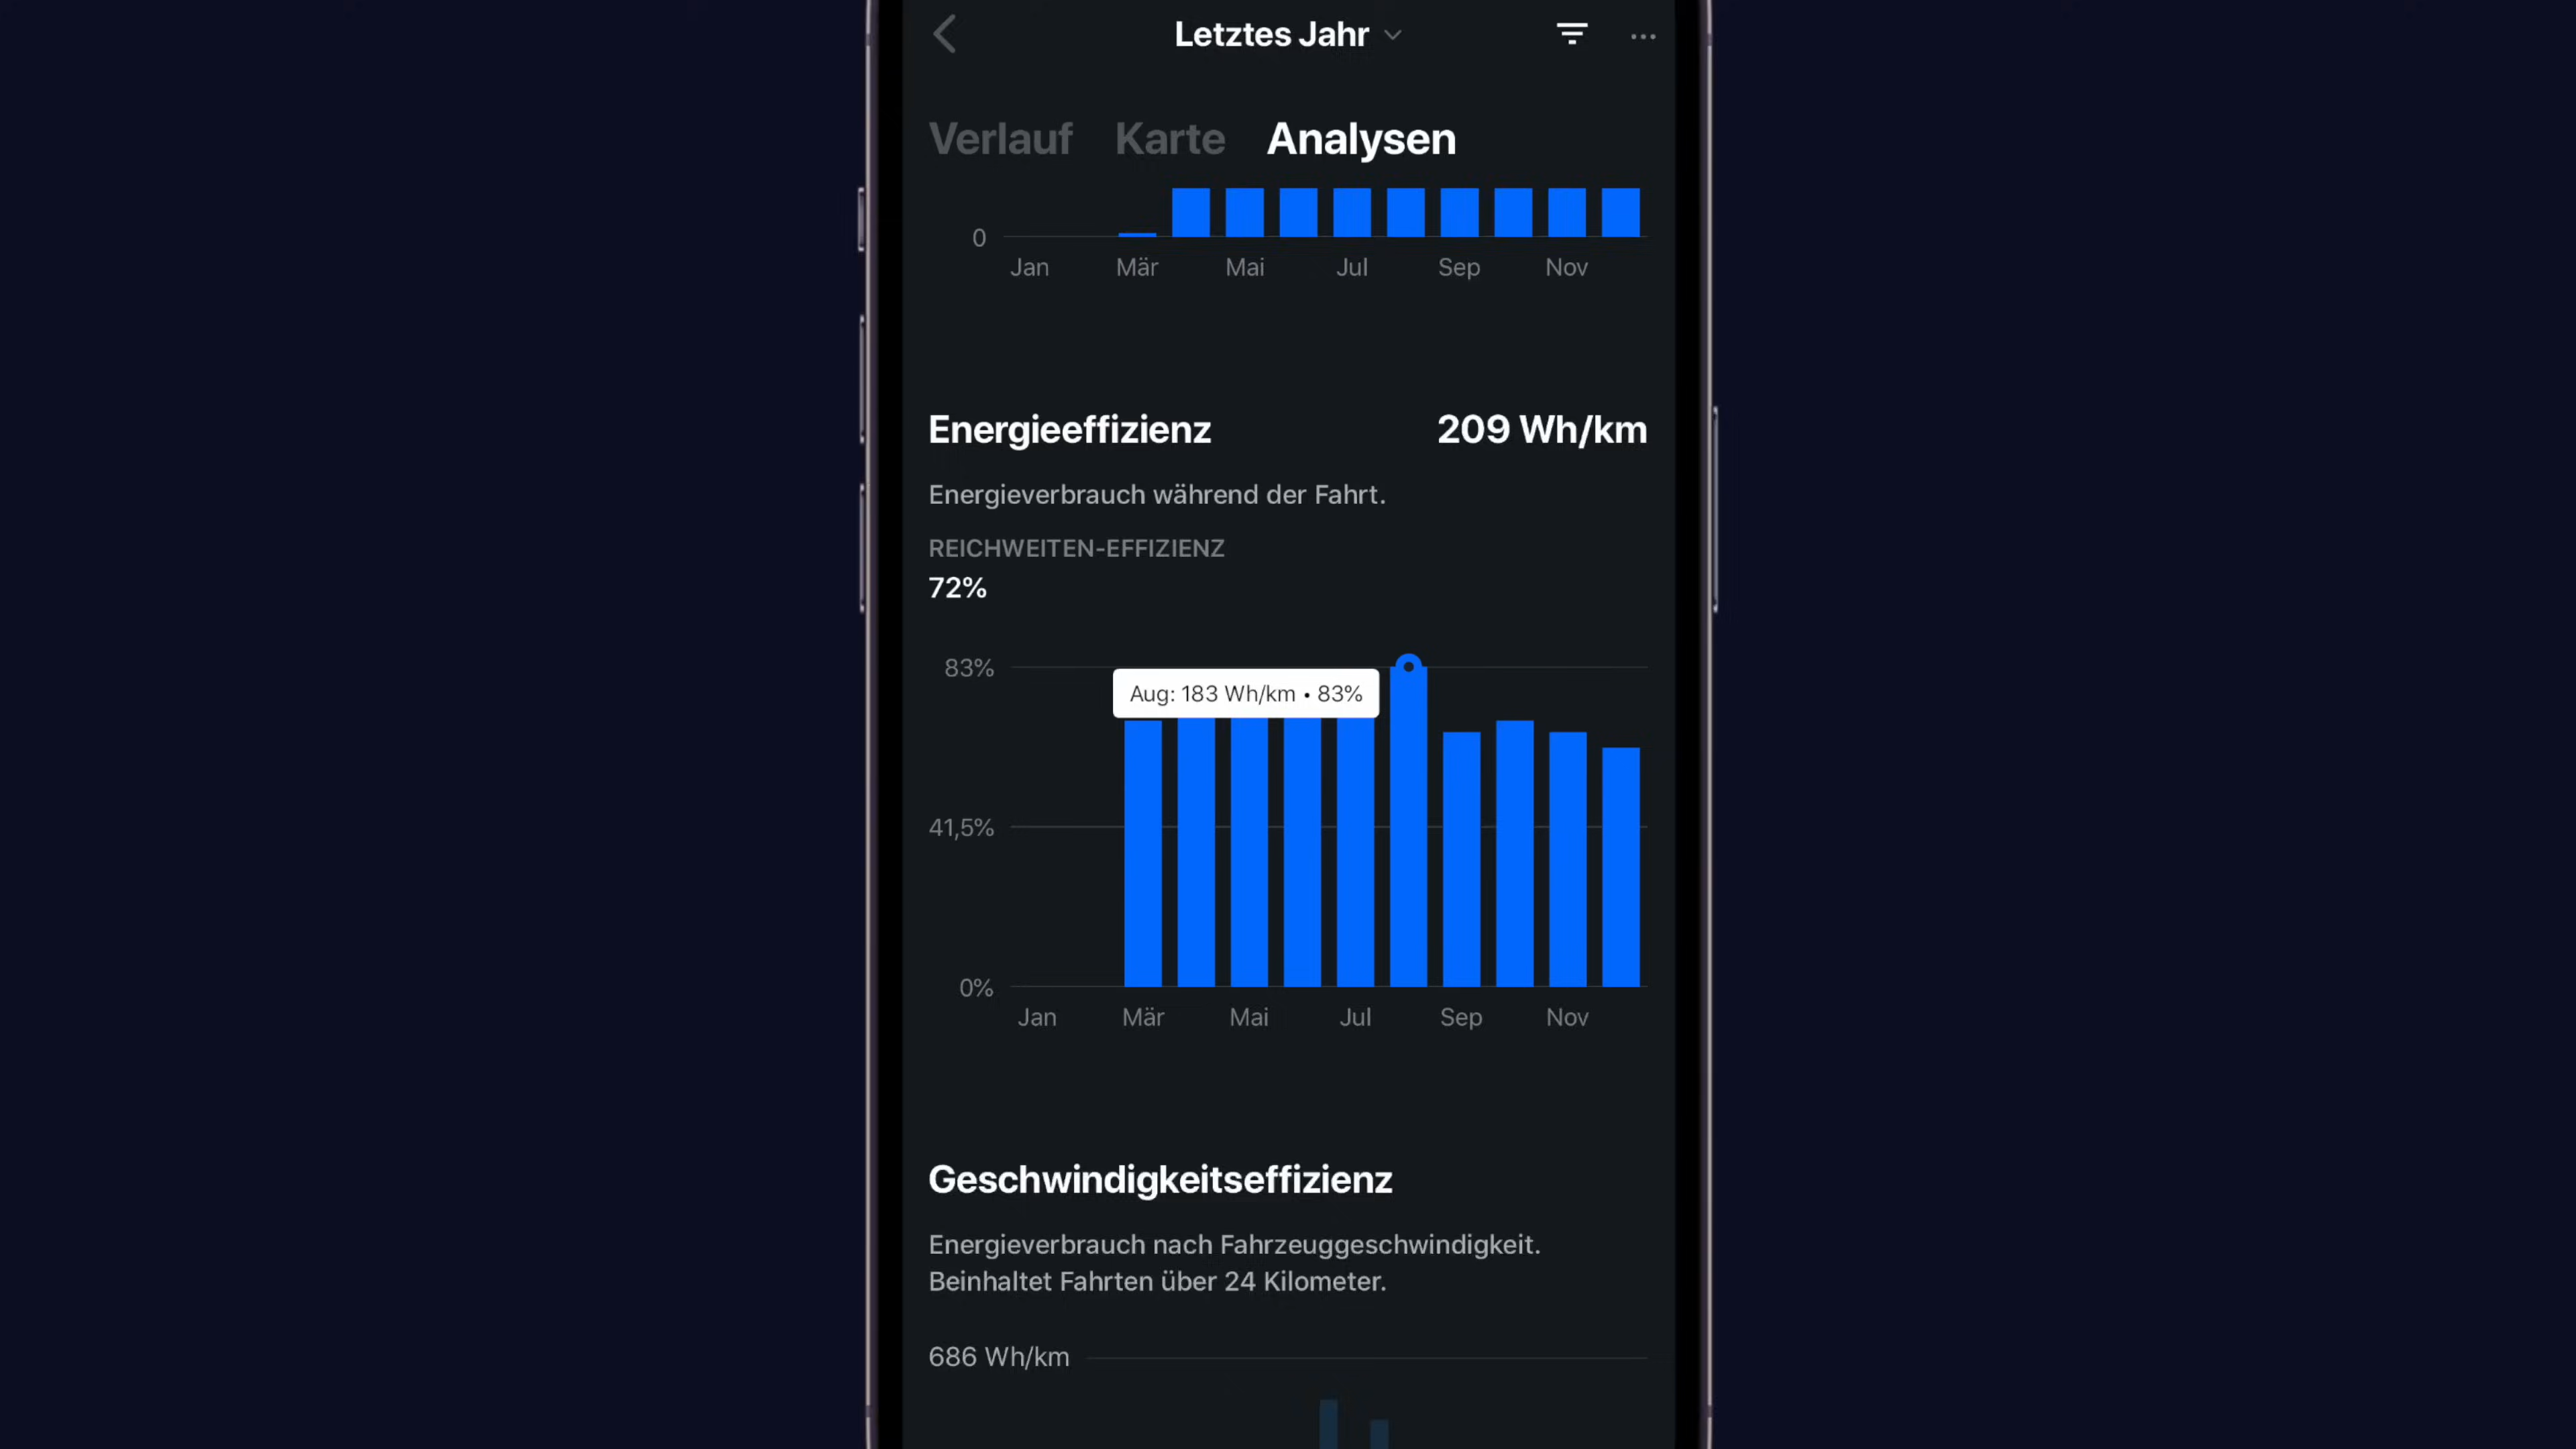 Letztes Jahr
Verlauf Karte Analysen
0
Jan Mär Mai Jul Sep Nov
Energieeffizienz 209 Wh/km
Energieverbrauch während der Fahrt.
REICHWEITEN-EFFIZIENZ
72%
83%
Aug: 183 Wh/km • 83%
41,5%
0%
Jan Mär Mai Jul Sep Nov
Geschwindigkeitseffizienz
Energieverbrauch nach Fahrzeuggeschwindigkeit.
Beinhaltet Fahrten über 24 Kilometer.
686 Wh/km